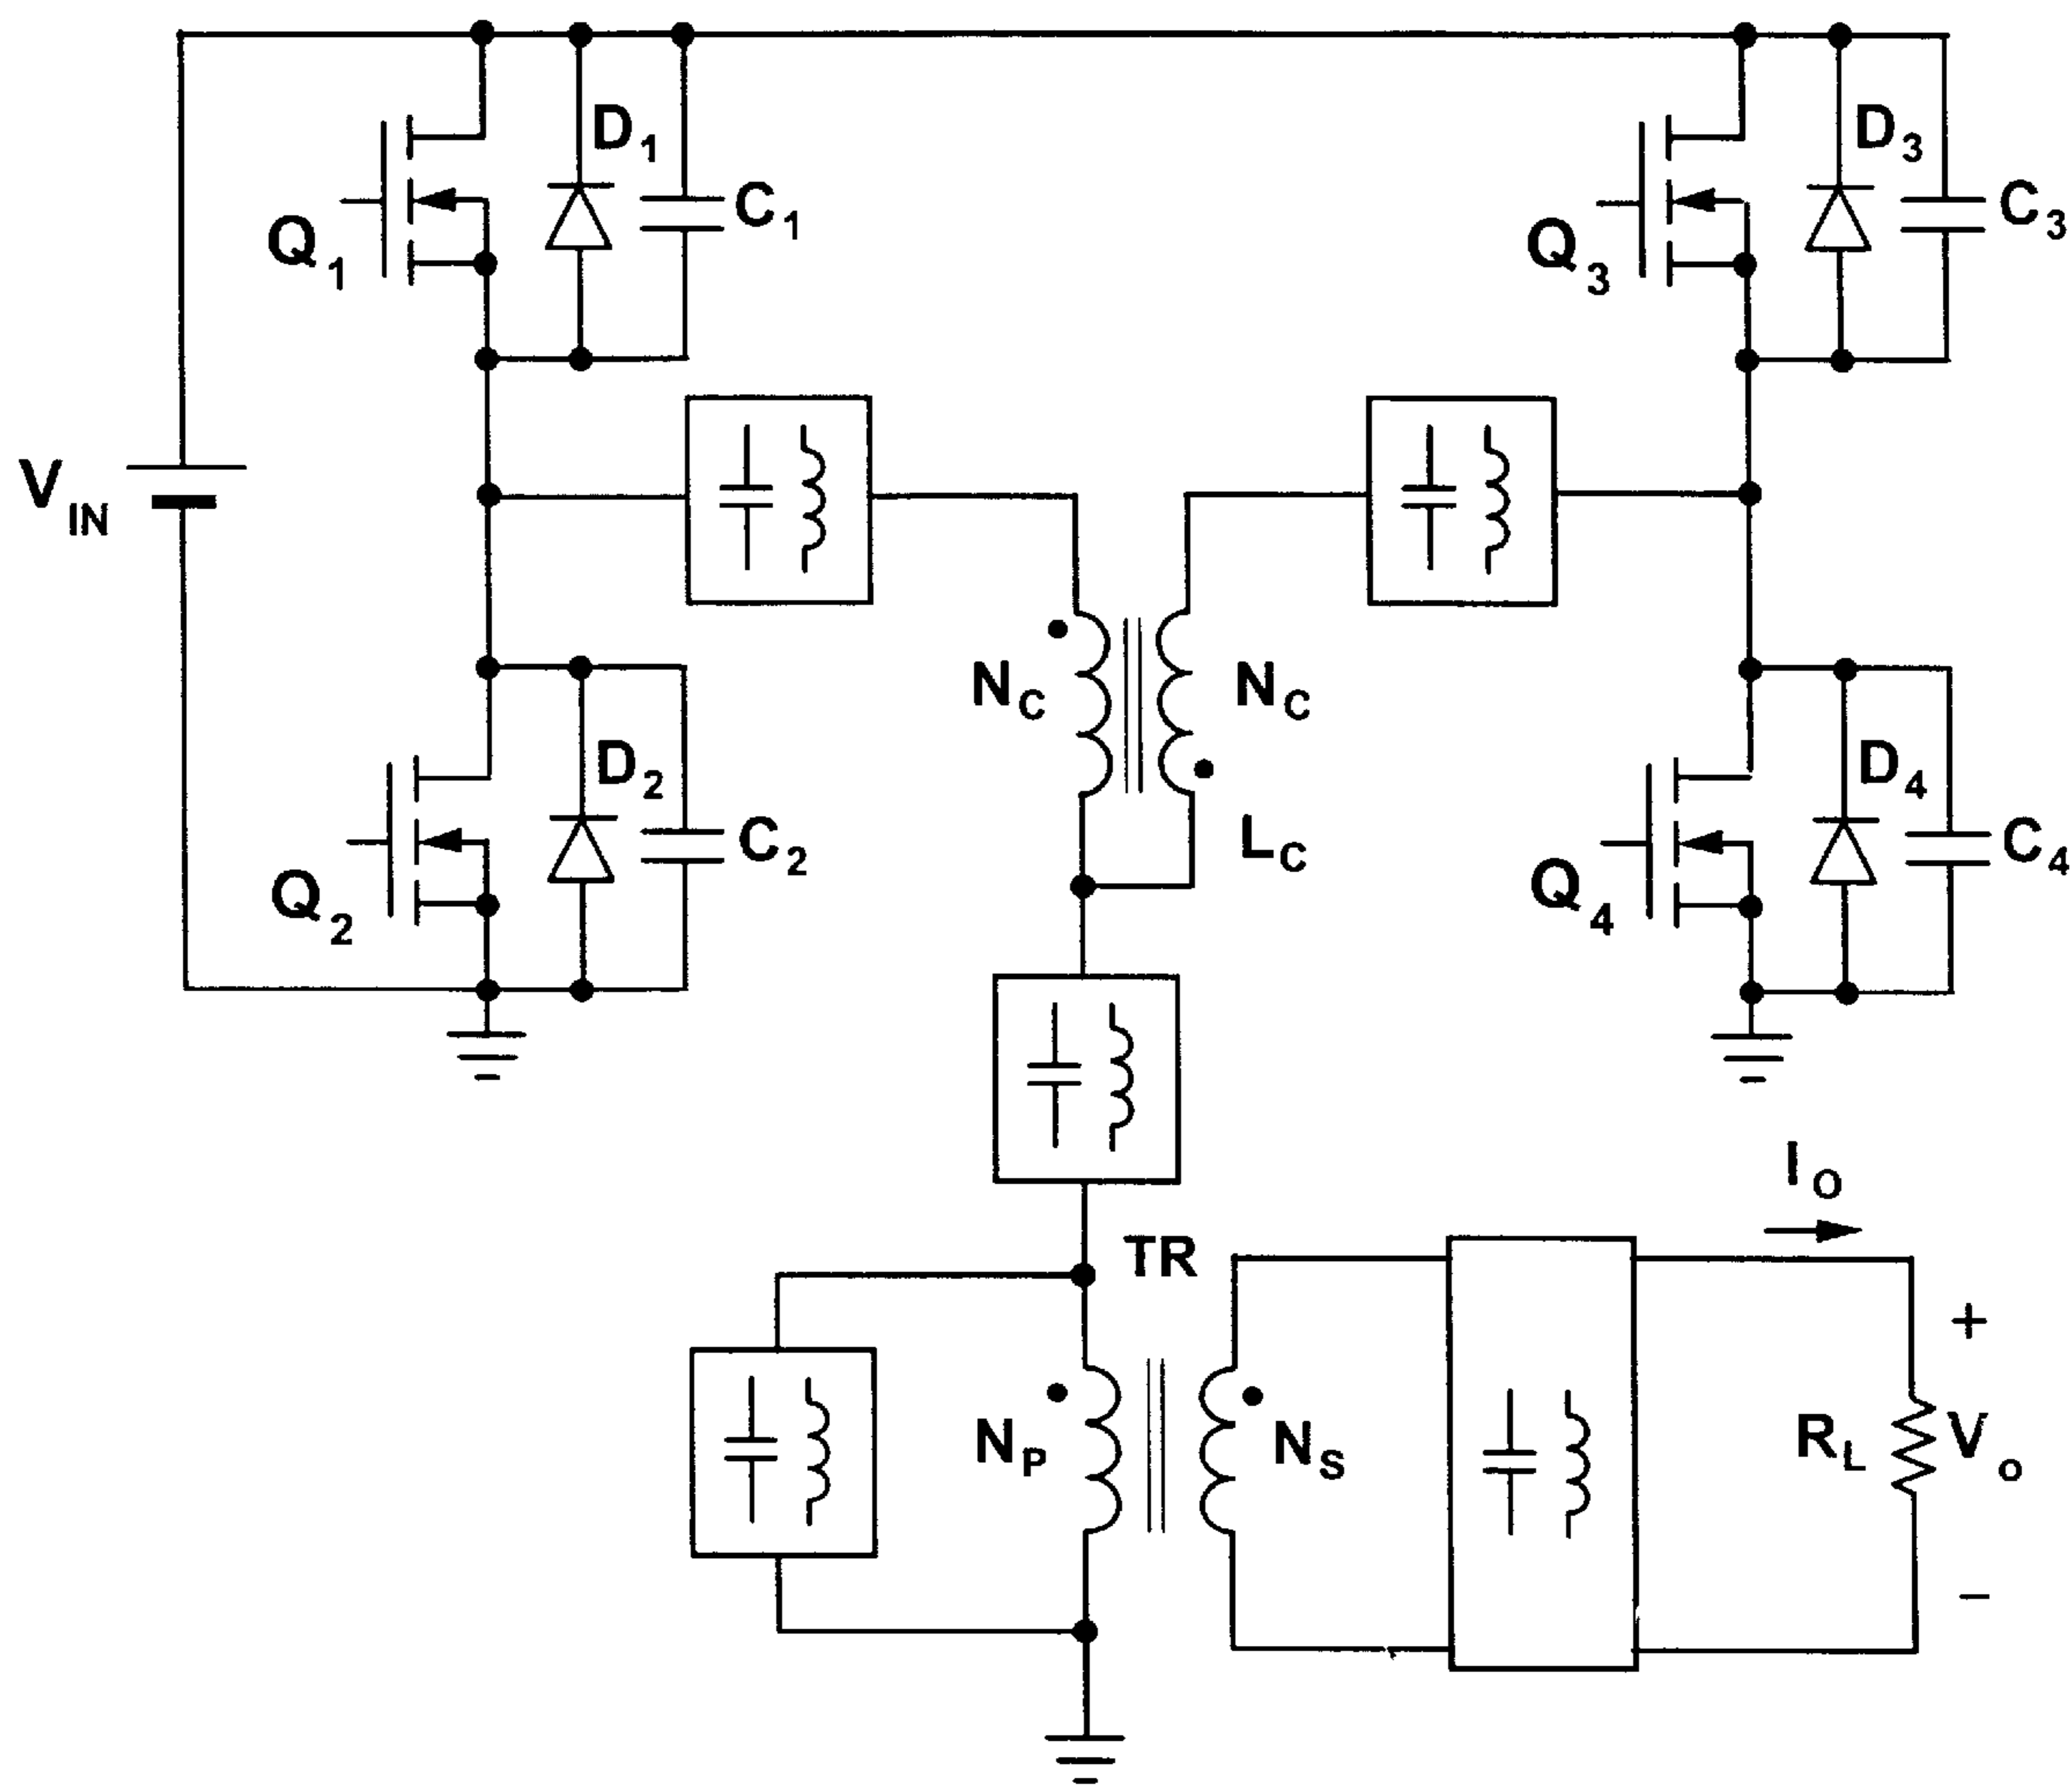 D1
C1
Q1
D3
C3
Q3
VIN
NC
NC
LC
D2
C2
Q2
D4
C4
Q4
IO
TR
+
NP
NS
RL
Vo
−